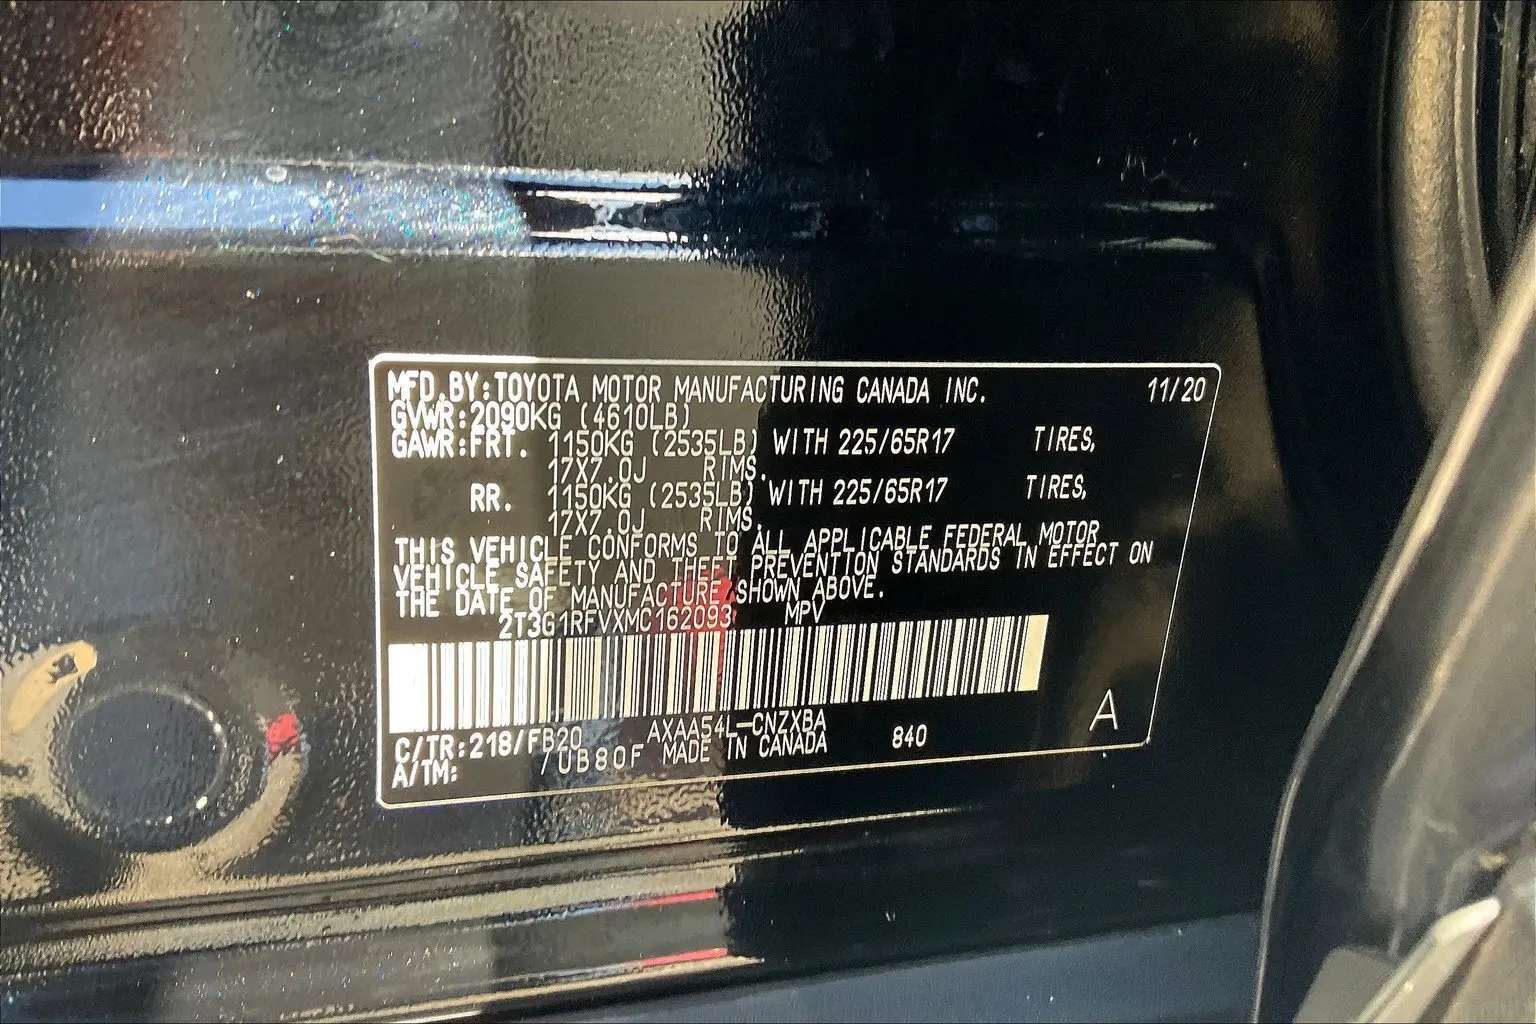 MFD.BY:TOYOTA MOTOR MANUFACTURING CANADA INC. 11/20
GVWR:2090KG (4610LB)
GAWR:FRT. 1150KG (2535LB) WITH 225/65R17 TIRES,
17X7.0J RIMS.
RR. 1150KG (2535LB) WITH 225/65R17 TIRES,
17X7.0J RIMS.
THIS VEHICLE CONFORMS TO ALL APPLICABLE FEDERAL MOTOR
VEHICLE SAFETY AND THEFT PREVENTION STANDARDS IN EFFECT ON
THE DATE OF MANUFACTURE SHOWN ABOVE.
2T3G1RFVXMC162093 MPV
C/TR:218/FB20 AXAA54L-CNZXBA
A/TM: /UB80F MADE IN CANADA 840 A